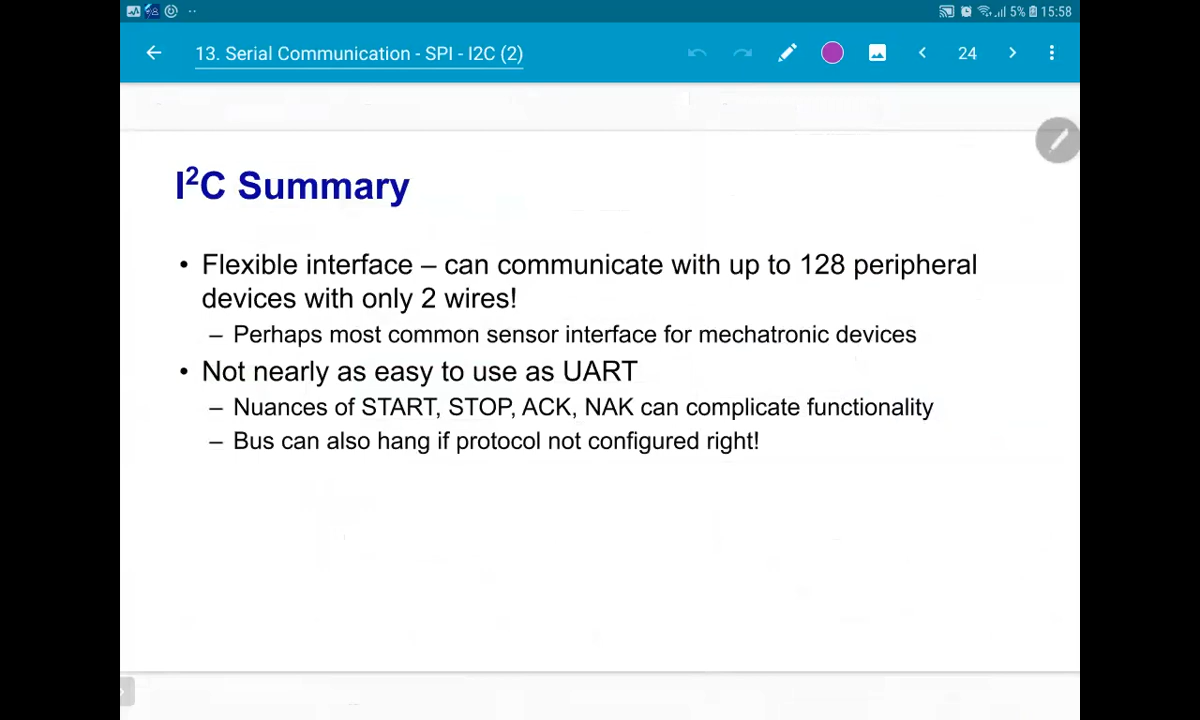 5% 15:58
13. Serial Communication - SPI - I2C (2)
24
I²C Summary
• Flexible interface – can communicate with up to 128 peripheral
devices with only 2 wires!
– Perhaps most common sensor interface for mechatronic devices
• Not nearly as easy to use as UART
– Nuances of START, STOP, ACK, NAK can complicate functionality
– Bus can also hang if protocol not configured right!